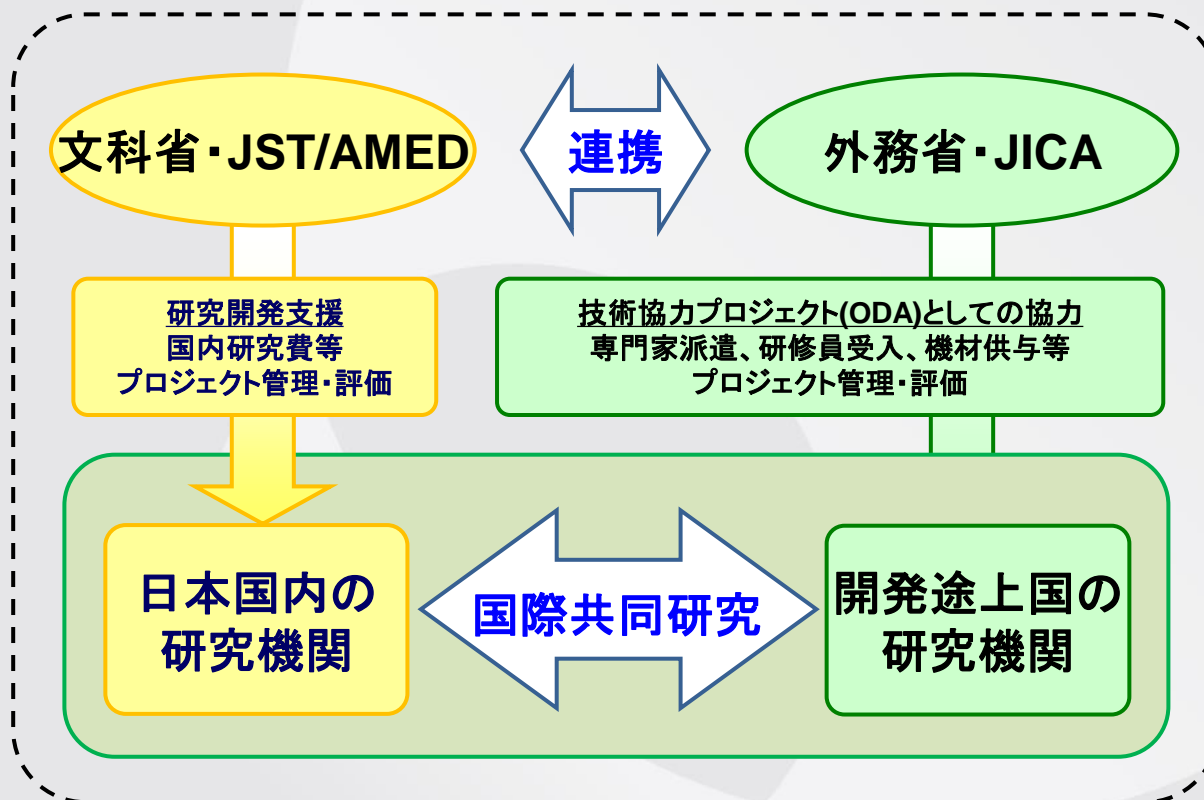 文科省・JST/AMED
連携
外務省・JICA
研究開発支援
国内研究費等
プロジェクト管理・評価
技術協力プロジェクト(ODA)としての協力
専門家派遣、研修員受入、機材供与等
プロジェクト管理・評価
日本国内の
研究機関
国際共同研究
開発途上国の
研究機関